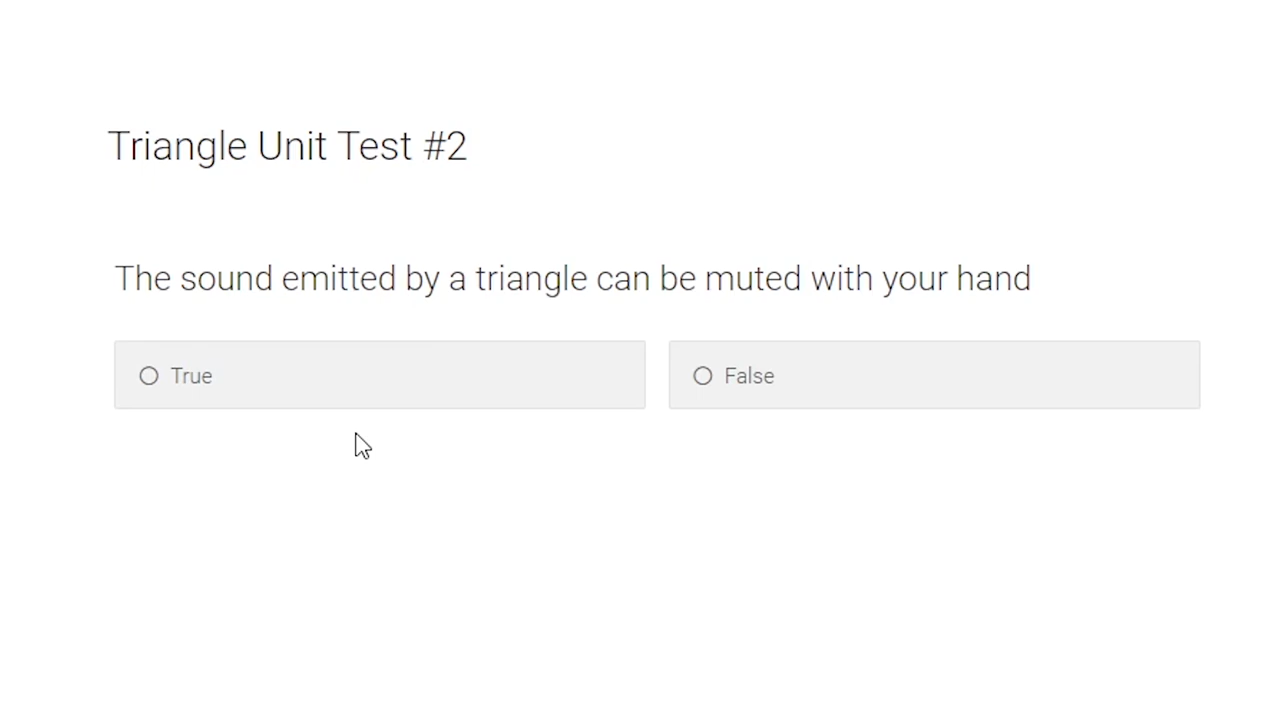 Triangle Unit Test #2
The sound emitted by a triangle can be muted with your hand
True
False